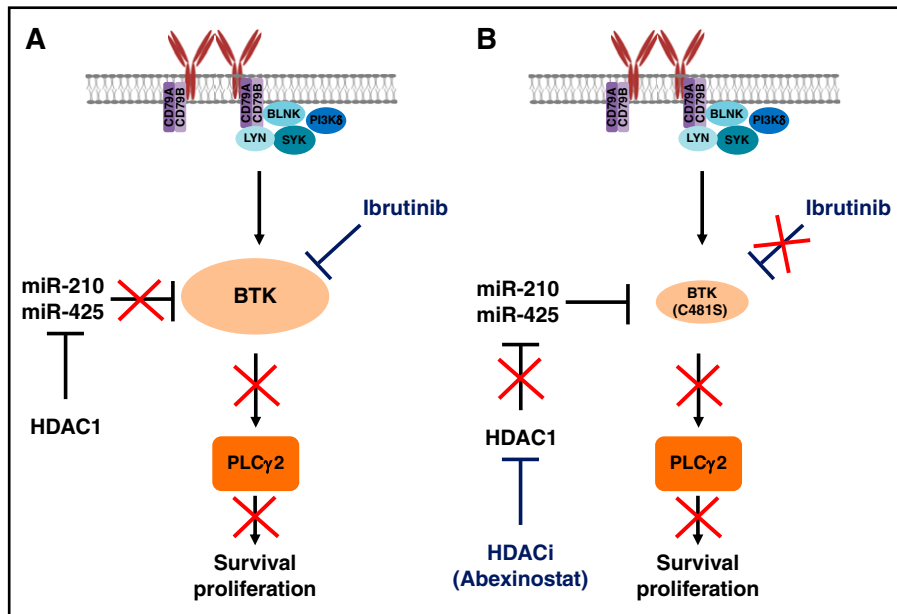 A
CD79A
CD79B
CD79A
CD79B
BLNK
PI3Kδ
LYN
SYK
Ibrutinib
miR-210
miR-425
BTK
HDAC1
PLCγ2
Survival
proliferation
B
CD79A
CD79B
CD79A
CD79B
BLNK
PI3Kδ
LYN
SYK
Ibrutinib
miR-210
miR-425
BTK
(C481S)
HDAC1
PLCγ2
HDACi
(Abexinostat)
Survival
proliferation